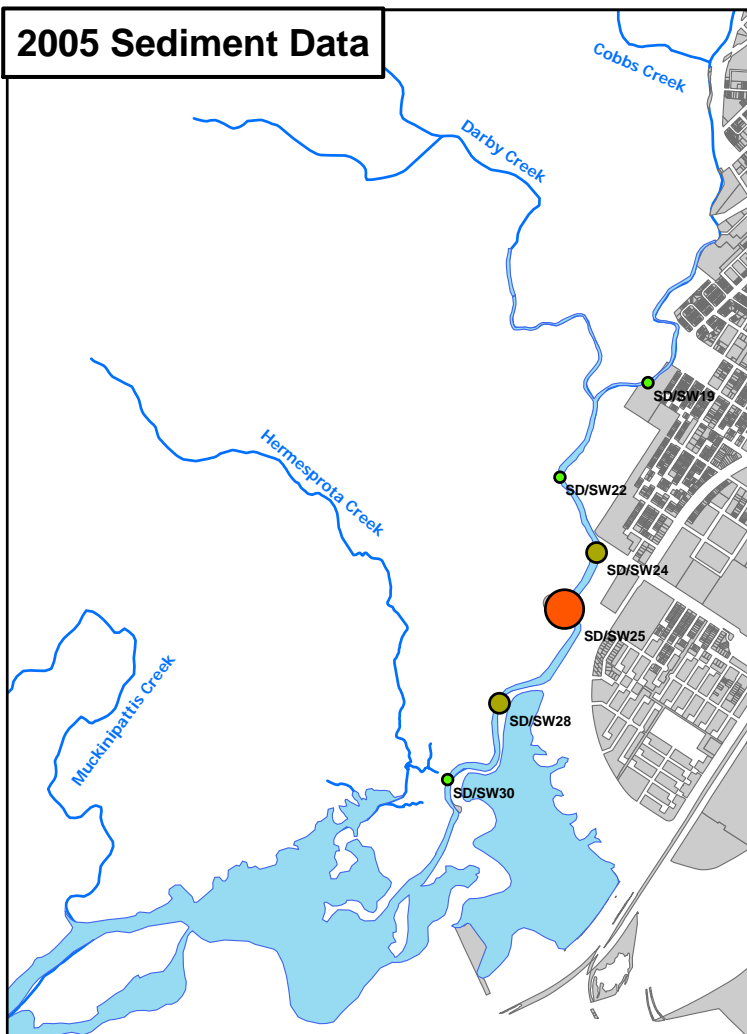 2005 Sediment Data
Cobbs Creek
Darby Creek
SD/SW19
Hermesprota Creek
SD/SW22
SD/SW24
SD/SW25
Muckinipattis Creek
SD/SW28
SD/SW30